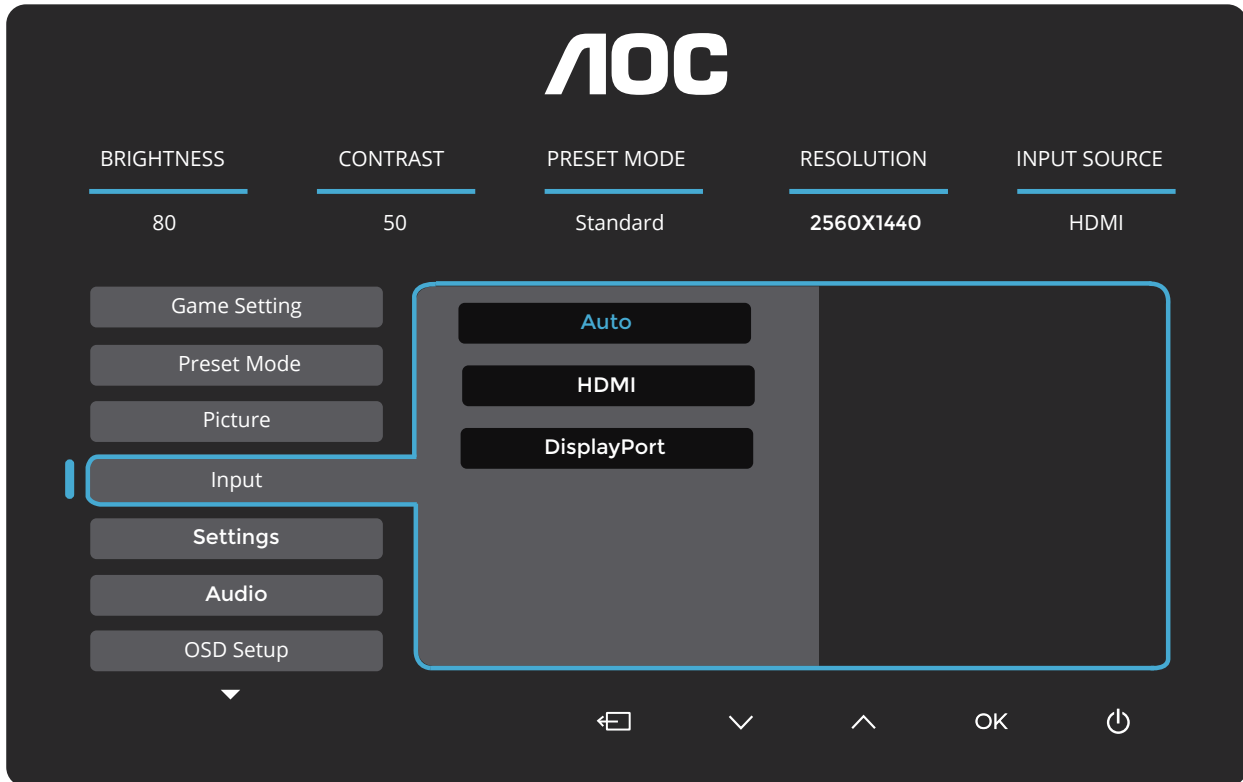 AOC
BRIGHTNESS CONTRAST PRESET MODE RESOLUTION INPUT SOURCE
80 50 Standard 2560X1440 HDMI
Game Setting
Preset Mode
Picture
Input
Settings
Audio
OSD Setup
Auto
HDMI
DisplayPort
OK